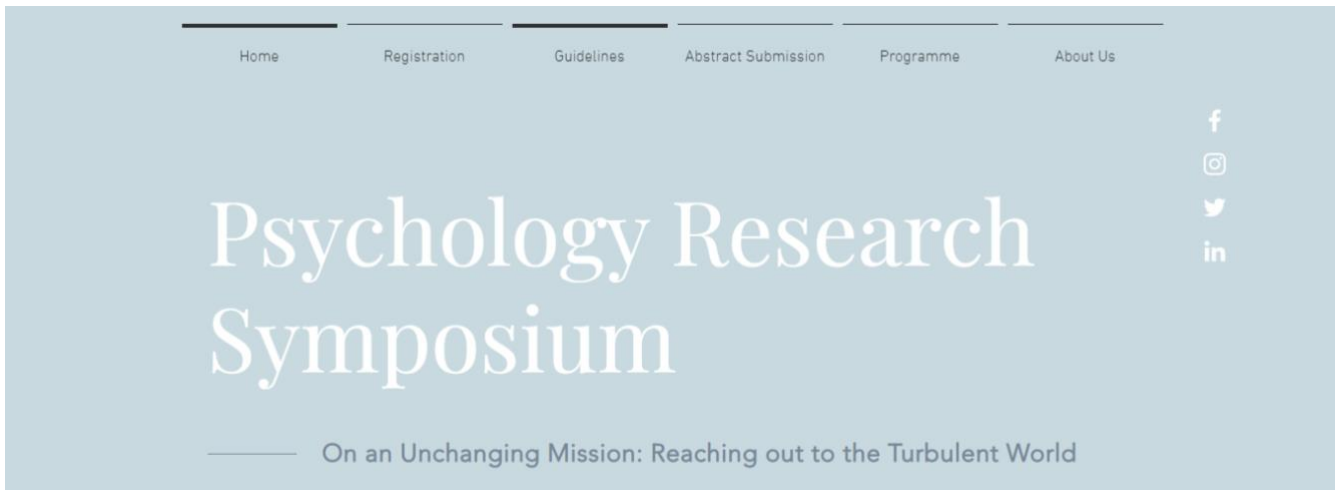 Home Registration Guidelines Abstract Submission Programme About Us
Psychology Research
Symposium
On an Unchanging Mission: Reaching out to the Turbulent World